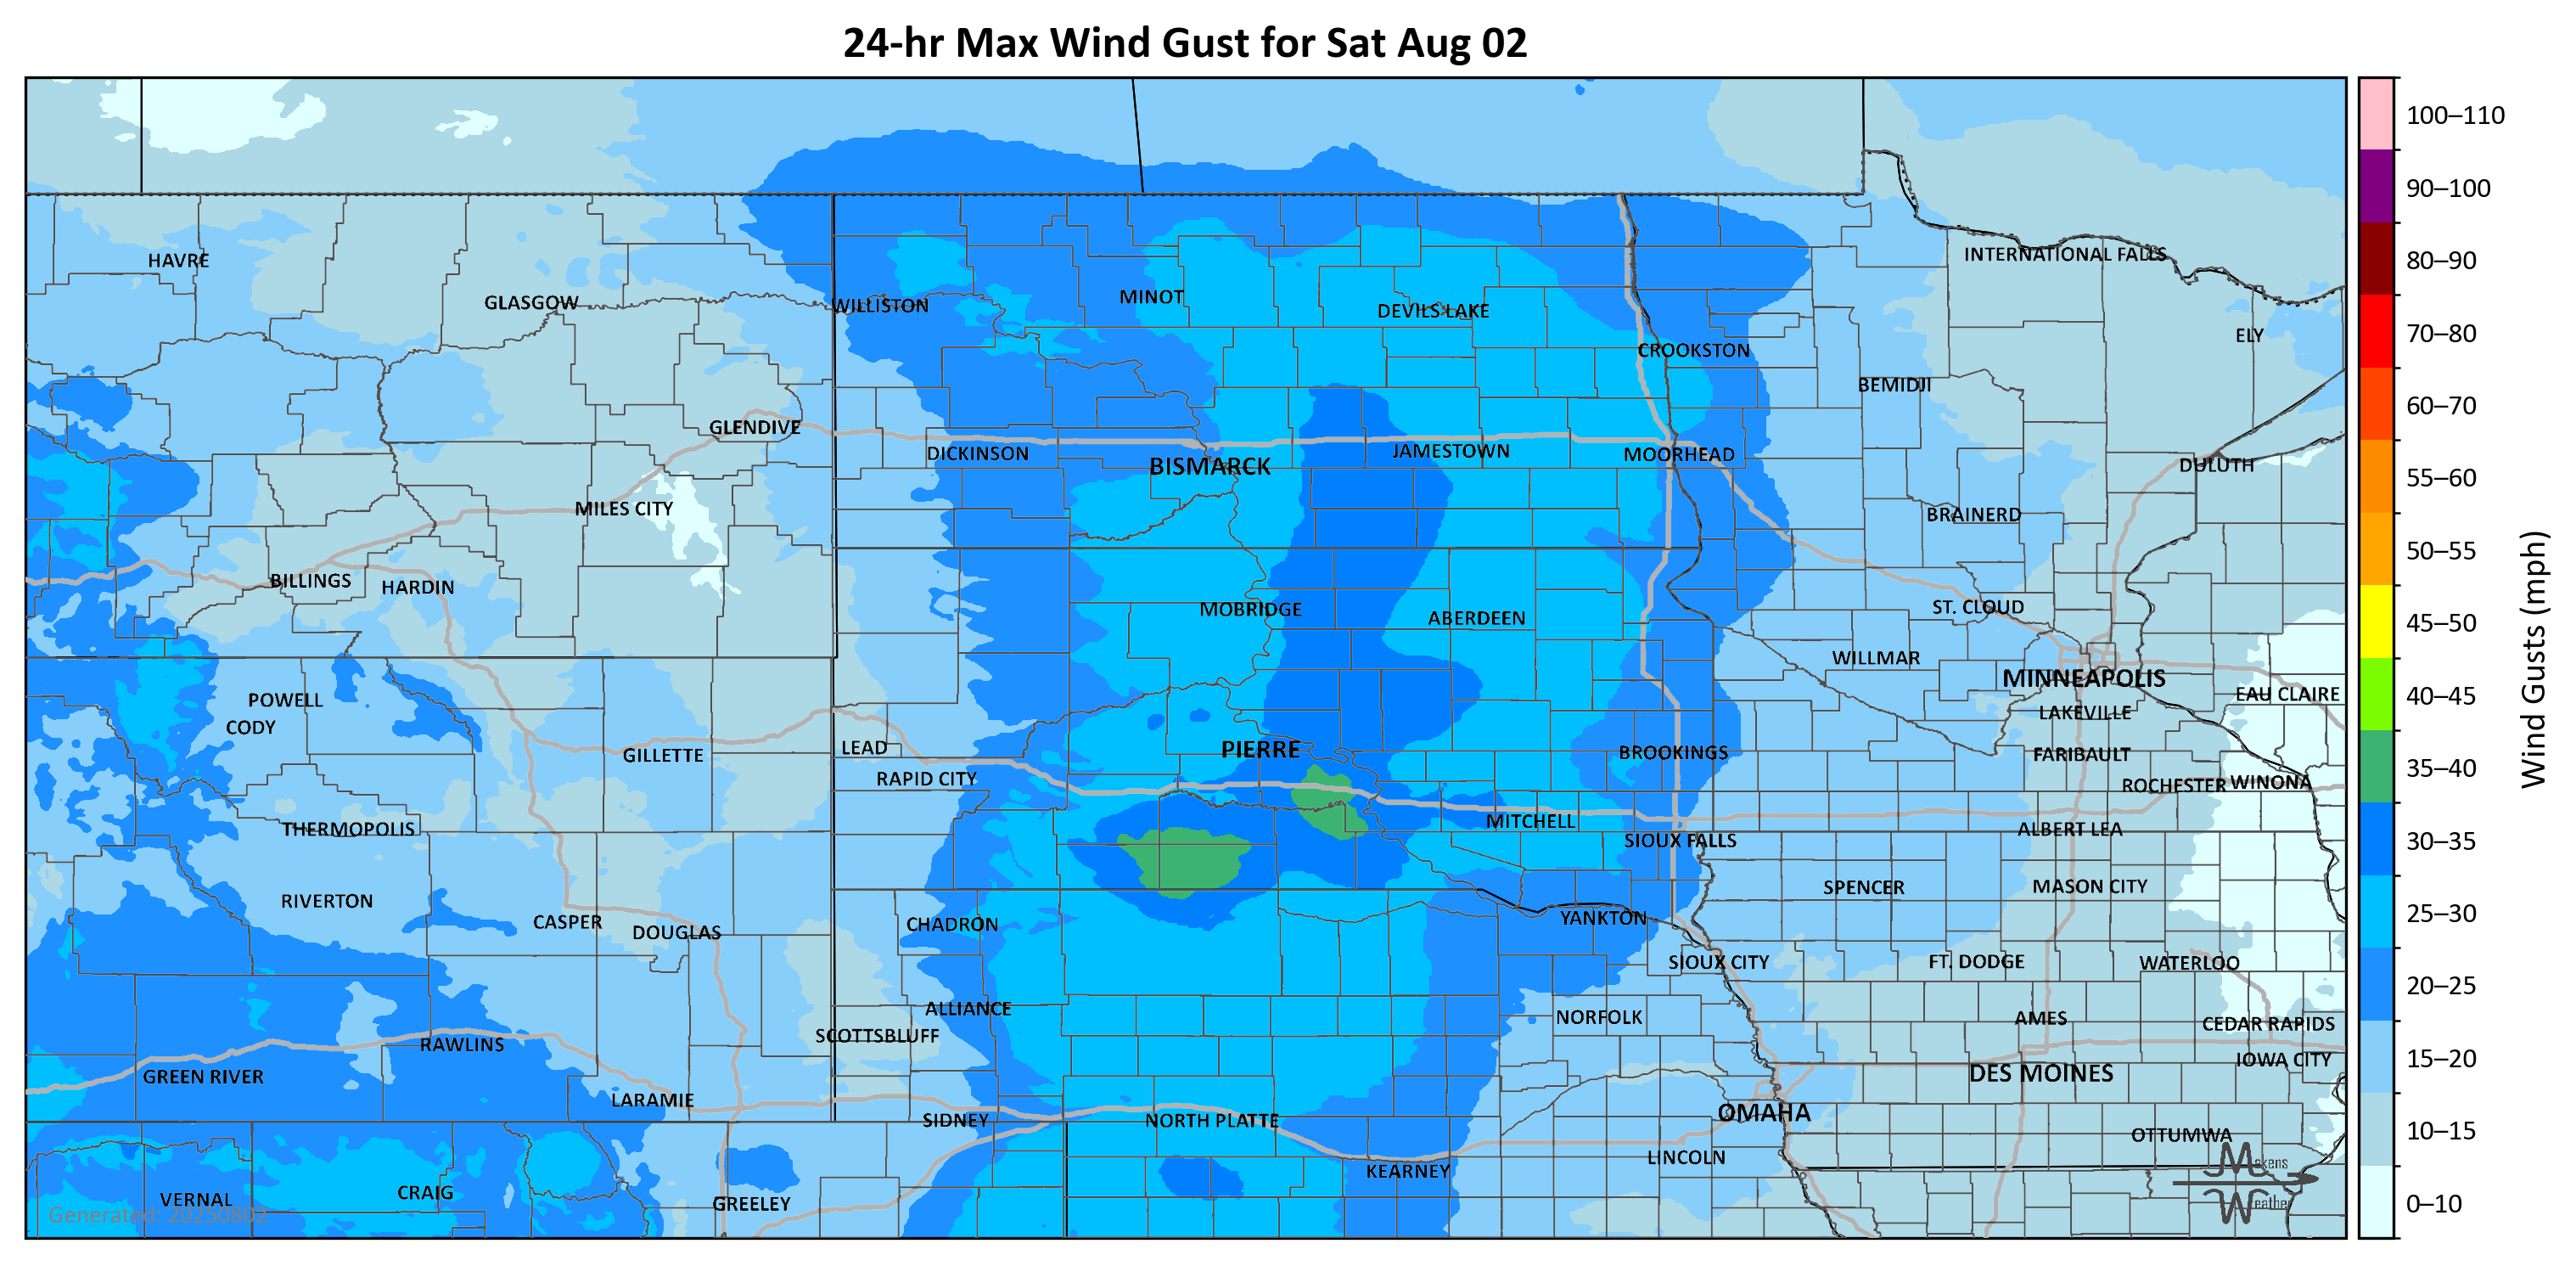 24-hr Max Wind Gust for Sat Aug 02
100–110
90–100
80–90
70–80
60–70
55–60
50–55
45–50
40–45
35–40
30–35
25–30
20–25
15–20
10–15
0–10
Wind Gusts (mph)
HAVRE
INTERNATIONAL FALLS
GLASGOW
WILLISTON
MINOT
DEVILS LAKE
ELY
CROOKSTON
BEMIDJI
GLENDIVE
DICKINSON
BISMARCK
JAMESTOWN
MOORHEAD
DULUTH
MILES CITY
BRAINERD
BILLINGS
HARDIN
MOBRIDGE
ABERDEEN
ST. CLOUD
WILLMAR
MINNEAPOLIS
EAU CLAIRE
POWELL
CODY
LAKEVILLE
GILLETTE
LEAD
PIERRE
BROOKINGS
FARIBAULT
RAPID CITY
ROCHESTER
WINONA
THERMOPOLIS
MITCHELL
SIOUX FALLS
ALBERT LEA
RIVERTON
SPENCER
MASON CITY
CASPER
DOUGLAS
CHADRON
YANKTON
SIOUX CITY
FT. DODGE
WATERLOO
ALLIANCE
SCOTTSBLUFF
NORFOLK
AMES
CEDAR RAPIDS
RAWLINS
IOWA CITY
GREEN RIVER
DES MOINES
LARAMIE
SIDNEY
NORTH PLATTE
OMAHA
OTTUMWA
KEARNEY
LINCOLN
VERNAL
CRAIG
GREELEY
Makens
Weather
Generated: 20250802